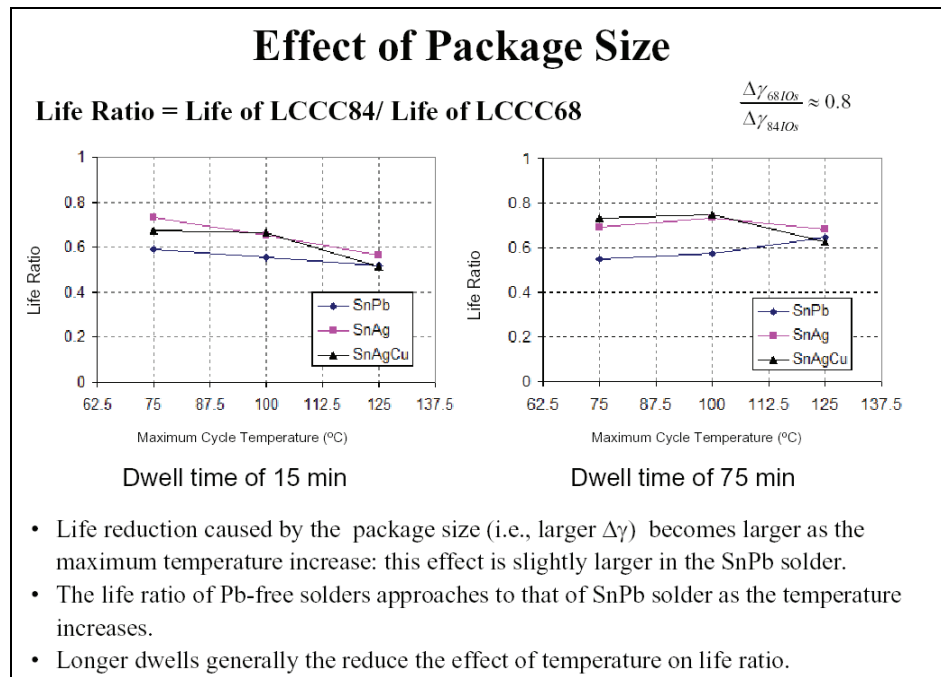 Effect of Package Size
Life Ratio = Life of LCCC84/ Life of LCCC68
Δγ68IOs
Δγ84IOs
≈ 0.8
1
0.8
0.6
0.4
0.2
0
Life Ratio
SnPb
SnAg
SnAgCu
62.5 75 87.5 100 112.5 125 137.5
Maximum Cycle Temperature (ºC)
Dwell time of 15 min
1
0.8
0.6
0.4
0.2
0
Life Ratio
SnPb
SnAg
SnAgCu
62.5 75 87.5 100 112.5 125 137.5
Maximum Cycle Temperature (ºC)
Dwell time of 75 min
• Life reduction caused by the package size (i.e., larger Δγ) becomes larger as the
maximum temperature increase: this effect is slightly larger in the SnPb solder.
• The life ratio of Pb-free solders approaches to that of SnPb solder as the temperature
increases.
• Longer dwells generally the reduce the effect of temperature on life ratio.